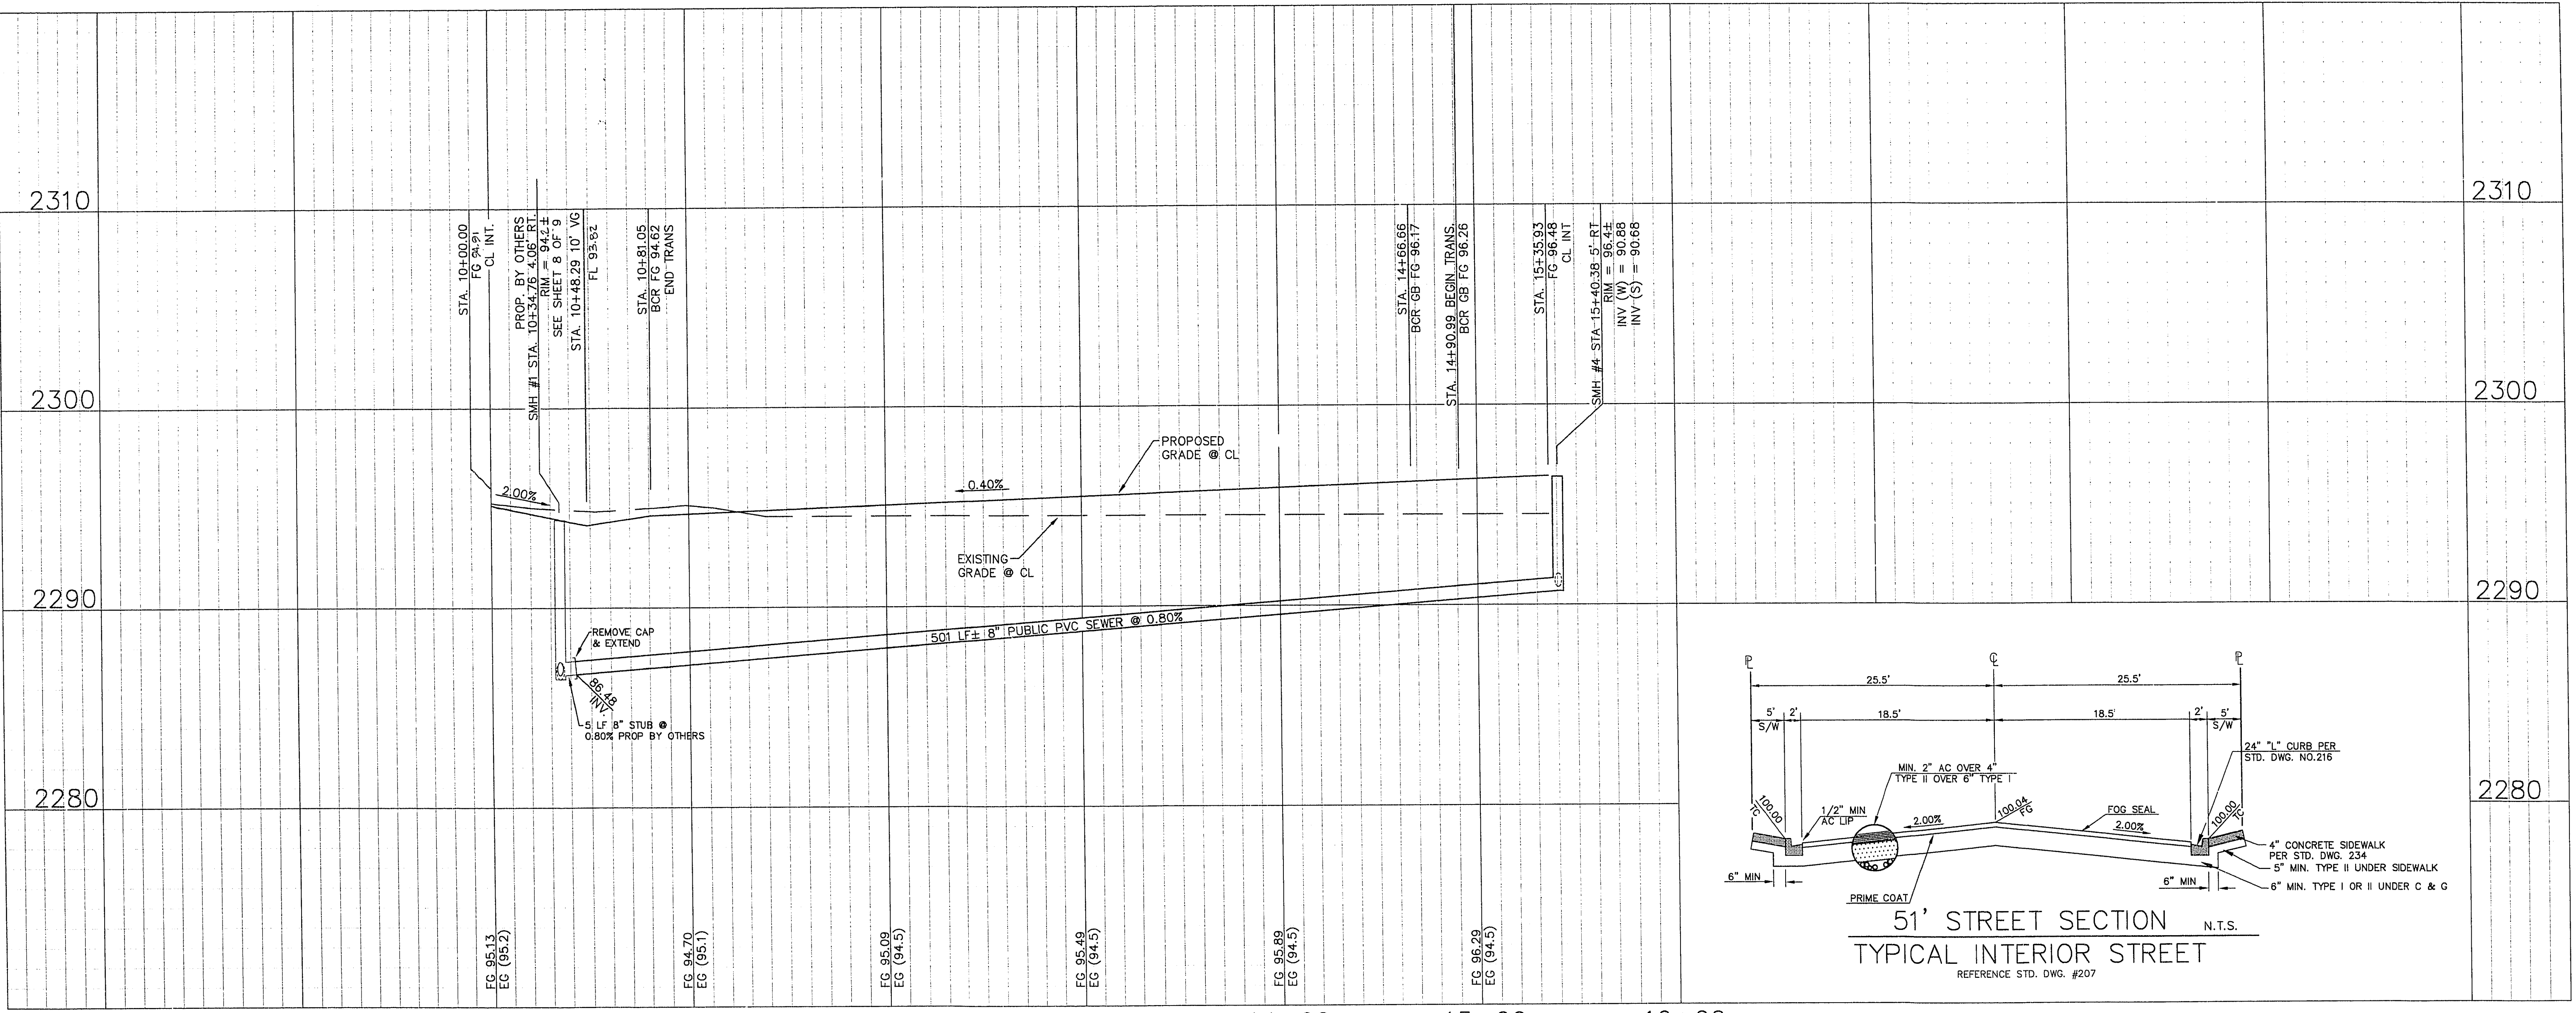 2310
2310
STA. 10+00.00
FG 94.91
CL INT.
PROP. BY OTHERS
SMH #1 STA. 10+34.76 4.06' RT.
RIM = 94.2±
SEE SHEET 8 OF 9
STA. 10+48.29 10' VG
FL 93.82
STA. 10+81.05
BCR FG 94.62
END TRANS
STA. 14+66.66
BCR GB FG 96.17
STA. 14+90.99 BEGIN TRANS.
BCR GB FG 96.26
STA. 15+35.93
FG 96.48
CL INT
SMH #4 STA 15+40.38 5' RT
RIM = 96.4±
INV (W) = 90.88
INV (S) = 90.68
2300
2300
PROPOSED
GRADE @ CL
2.00%
0.40%
EXISTING
GRADE @ CL
2290
2290
501 LF± 8" PUBLIC PVC SEWER @ 0.80%
REMOVE CAP
& EXTEND
86.48
INV.
5 LF 8" STUB @
0.80% PROP BY OTHERS
2280
2280
FG 95.13
EG (95.2)
FG 94.70
EG (95.1)
FG 95.09
EG (94.5)
FG 95.49
EG (94.5)
FG 95.89
EG (94.5)
FG 96.29
EG (94.5)
PL
CL
PL
25.5'
25.5'
5'
S/W
2'
18.5'
18.5'
2'
5'
S/W
24" "L" CURB PER
STD. DWG. NO.216
MIN. 2" AC OVER 4"
TYPE II OVER 6" TYPE I
100.00
TC
1/2" MIN
AC LIP
2.00%
100.04
FG
FOG SEAL
2.00%
100.00
TC
4" CONCRETE SIDEWALK
PER STD. DWG. 234
5" MIN. TYPE II UNDER SIDEWALK
6" MIN. TYPE I OR II UNDER C & G
6" MIN
6" MIN
PRIME COAT
51' STREET SECTION N.T.S.
TYPICAL INTERIOR STREET
REFERENCE STD. DWG. #207